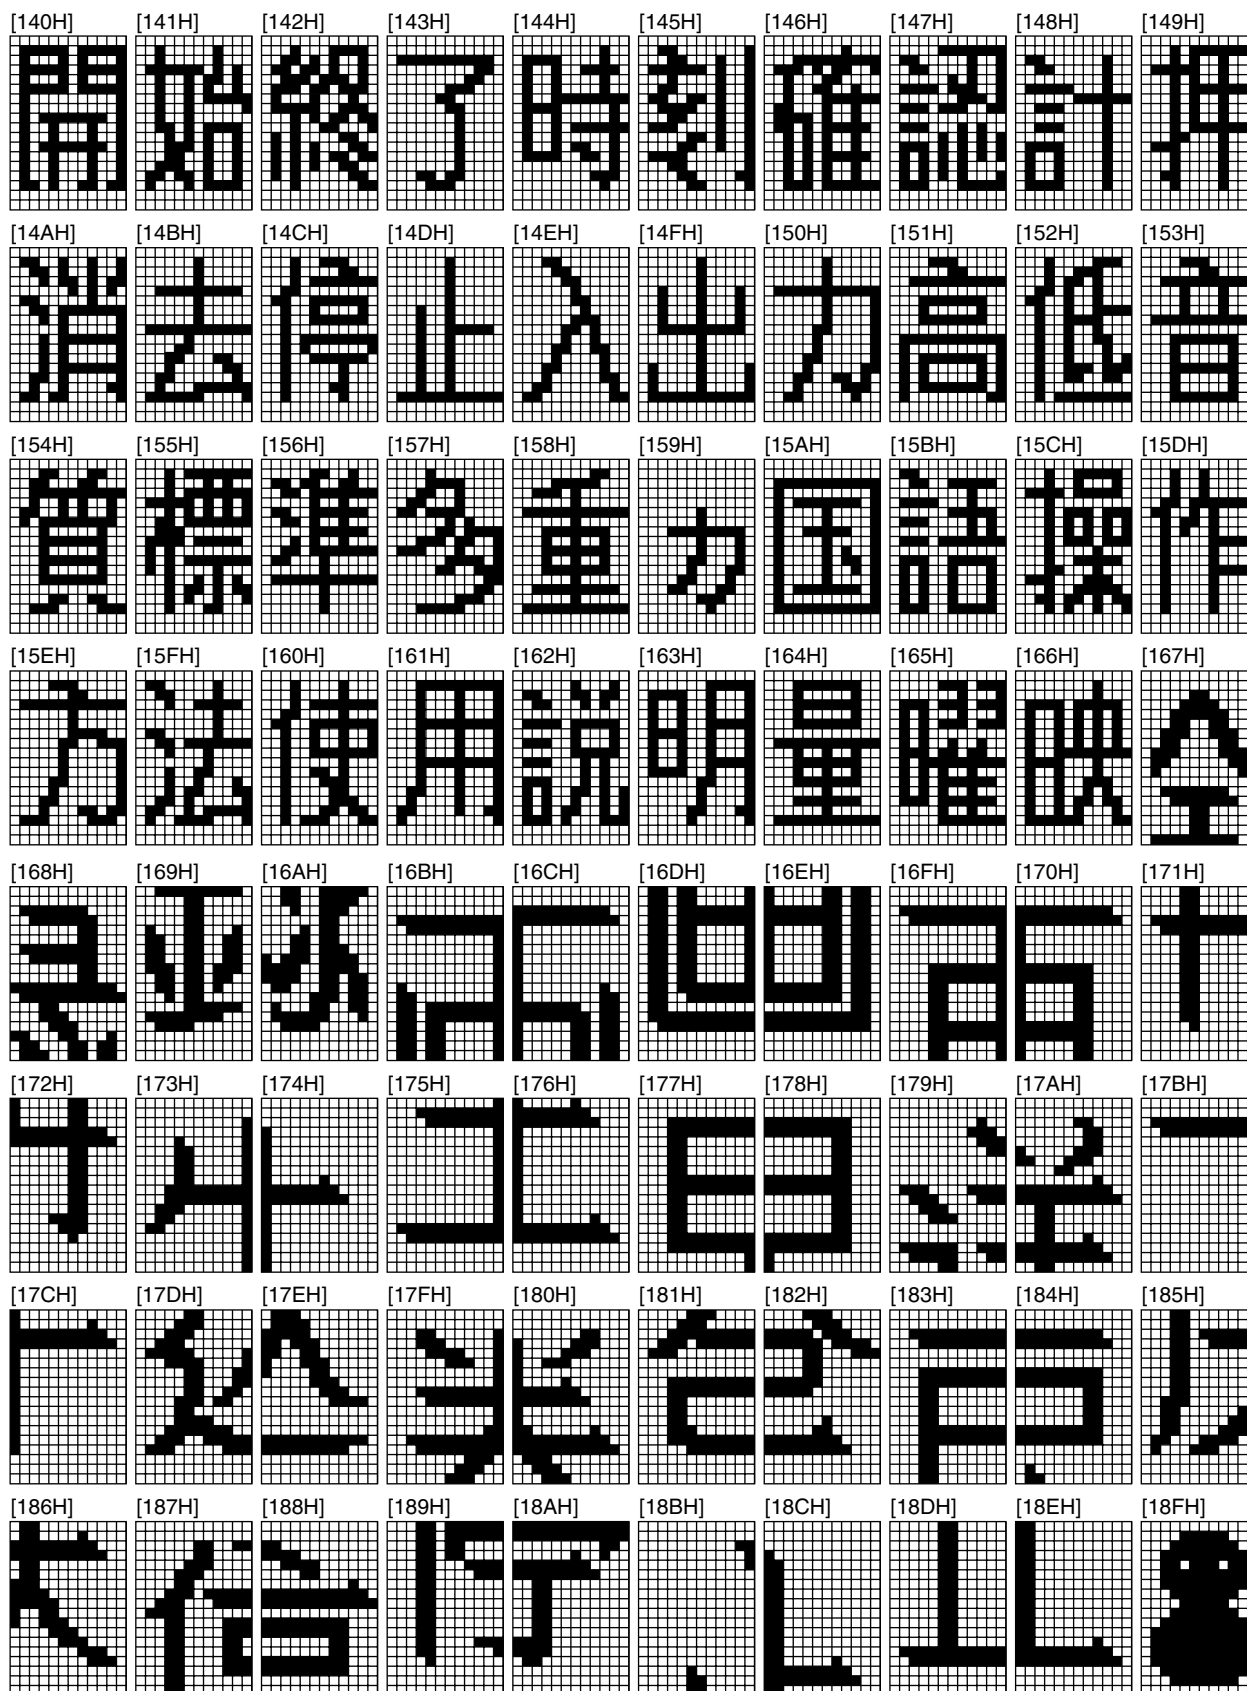 [140H] [141H] [142H] [143H] [144H] [145H] [146H] [147H] [148H] [149H]
開 始 終 了 時 刻 確 認 計 押
[14AH] [14BH] [14CH] [14DH] [14EH] [14FH] [150H] [151H] [152H] [153H]
消 去 停 止 入 出 力 高 低 音
[154H] [155H] [156H] [157H] [158H] [159H] [15AH] [15BH] [15CH] [15DH]
質 標 準 多 重 ヵ 国 語 操 作
[15EH] [15FH] [160H] [161H] [162H] [163H] [164H] [165H] [166H] [167H]
方 法 使 用 説 明 量 曜 映
[168H] [169H] [16AH] [16BH] [16CH] [16DH] [16EH] [16FH] [170H] [171H]
[172H] [173H] [174H] [175H] [176H] [177H] [178H] [179H] [17AH] [17BH]
[17CH] [17DH] [17EH] [17FH] [180H] [181H] [182H] [183H] [184H] [185H]
[186H] [187H] [188H] [189H] [18AH] [18BH] [18CH] [18DH] [18EH] [18FH]